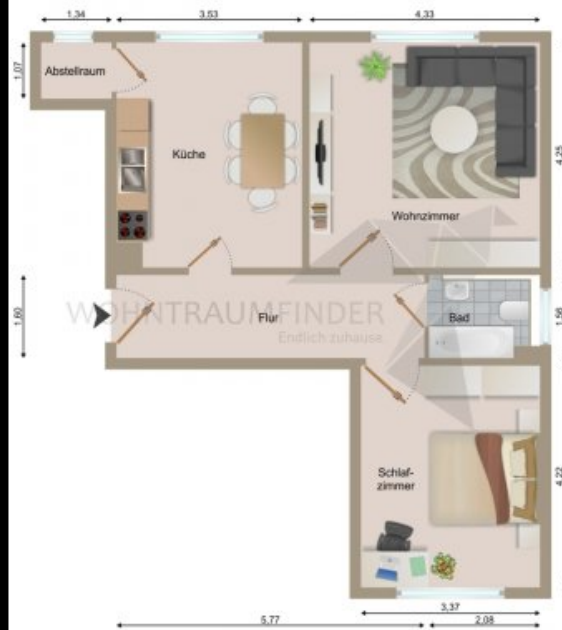 1,34
3,53
4,33
1,07
Abstellraum
Küche
Wohnzimmer
4,25
1,60
WOHNTRAUMFINDER
Endlich zuhause
Flur
Bad
1,56
Schlaf-
zimmer
4,22
3,37
5,77
2,08